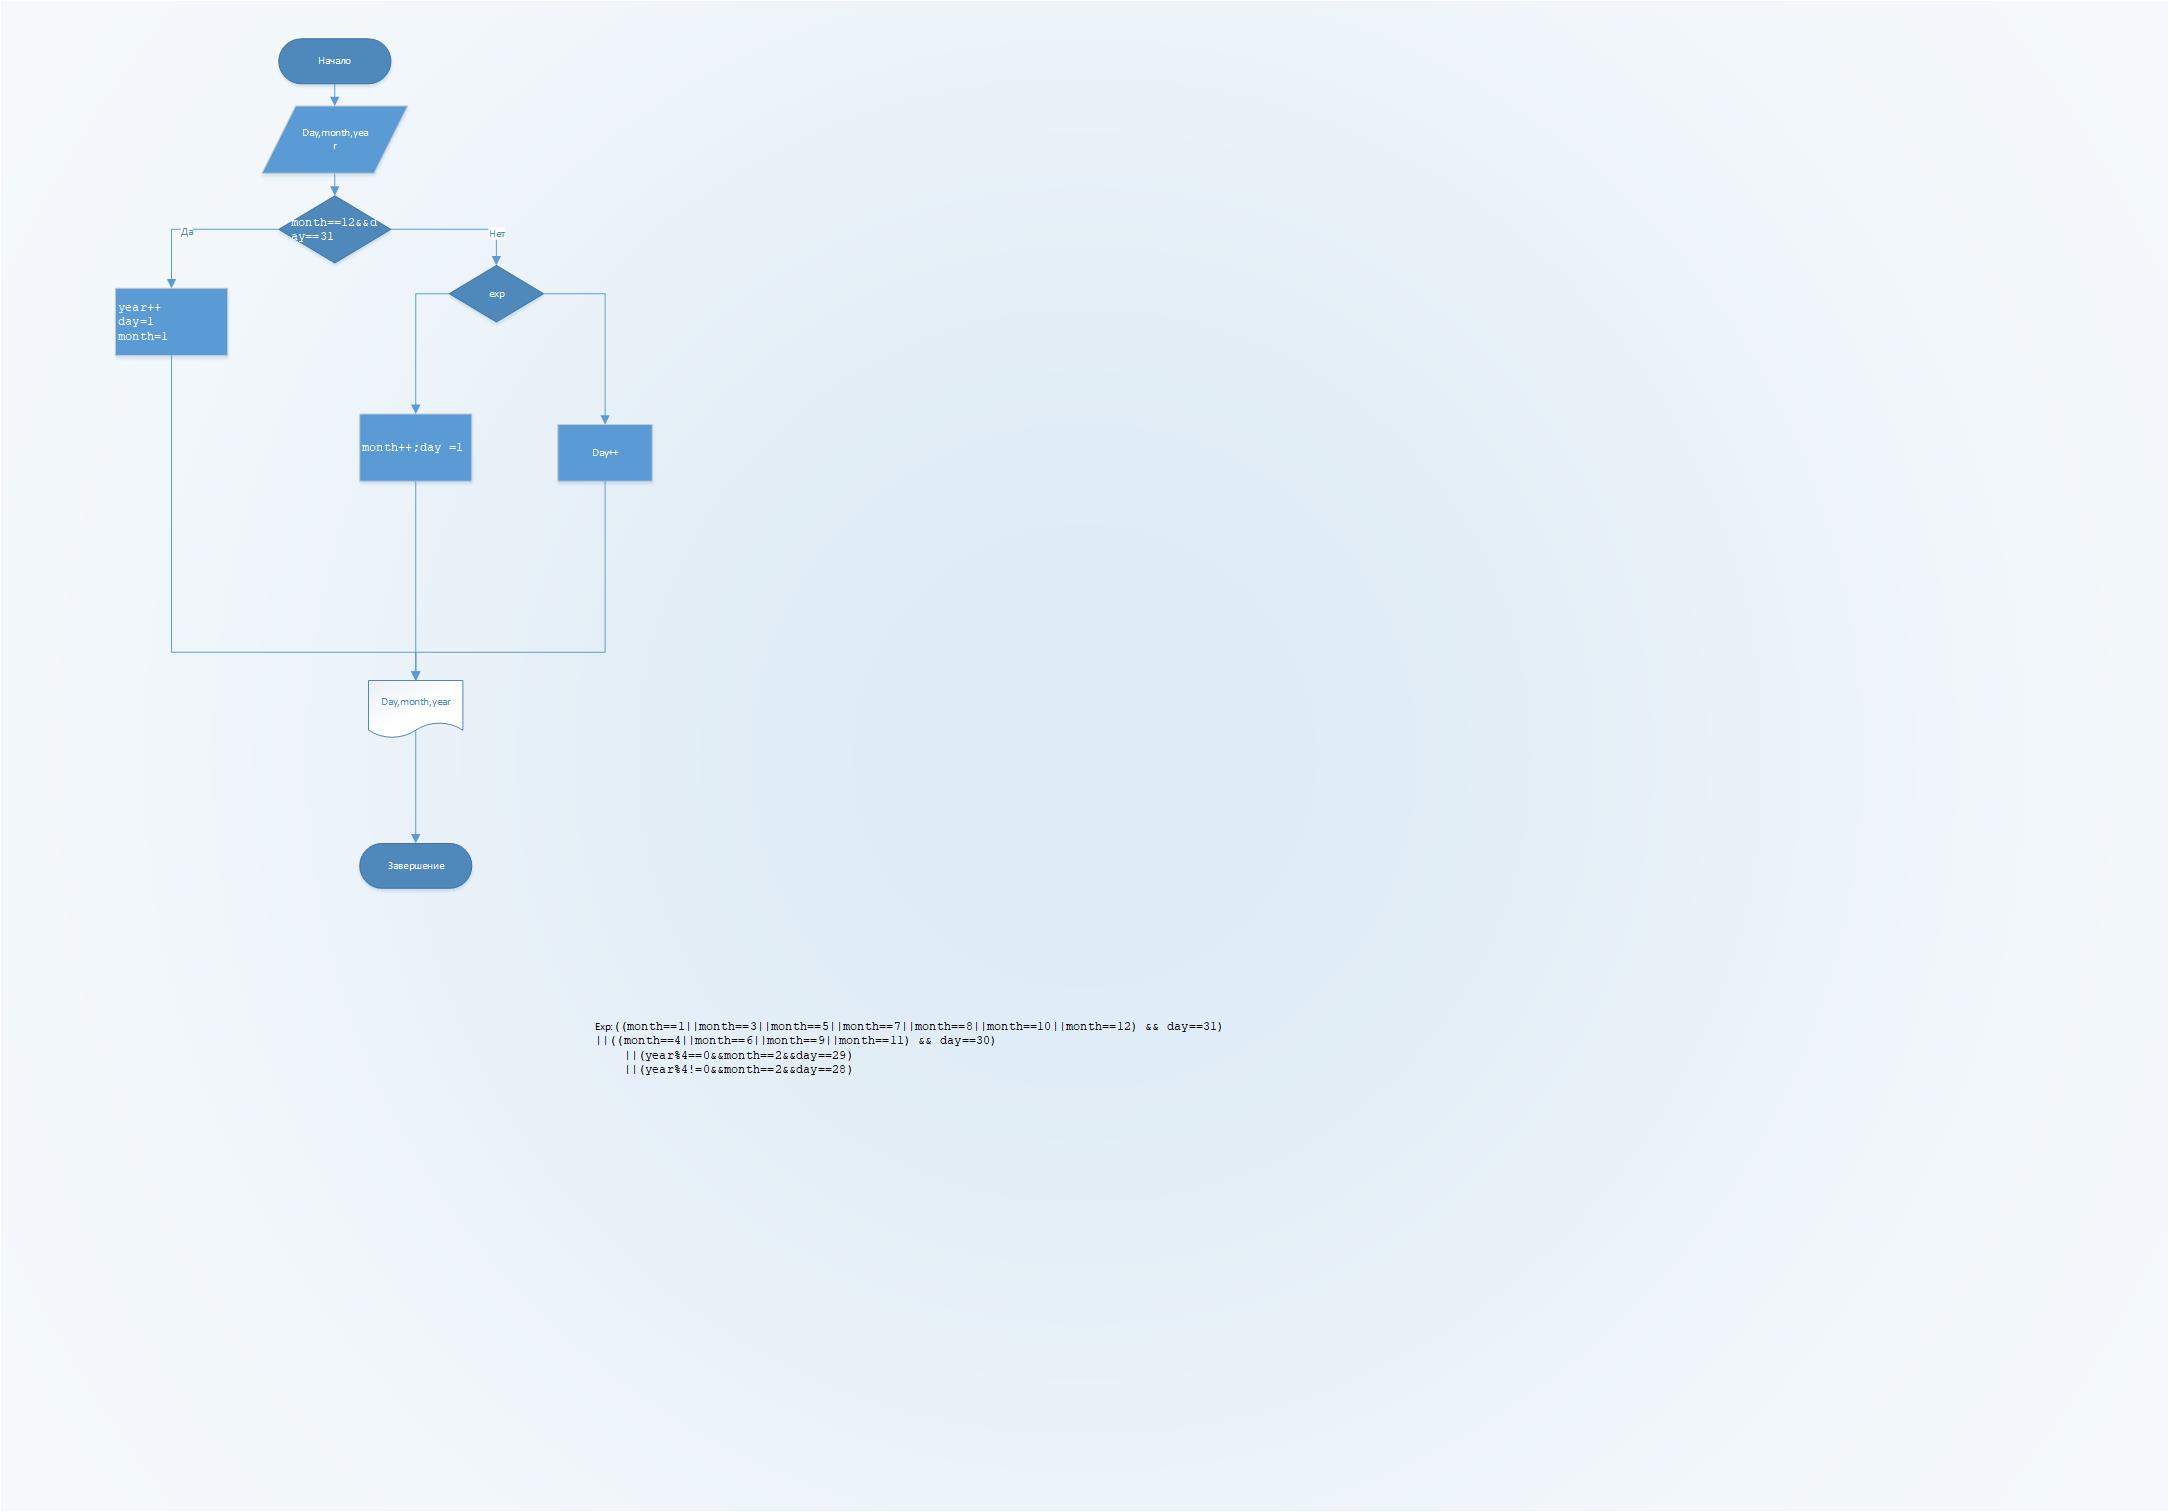 Начало
Day,month,yea
r
month==12&&d
ay==31
Да
Нет
exp
year++
day=1
month=1
month++;day =1
Day++
Day,month,year
Завершение
Exp:((month==1||month==3||month==5||month==7||month==8||month==10||month==12) && day==31)
||((month==4||month==6||month==9||month==11) && day==30)
||(year%4==0&&month==2&&day==29)
||(year%4!=0&&month==2&&day==28)